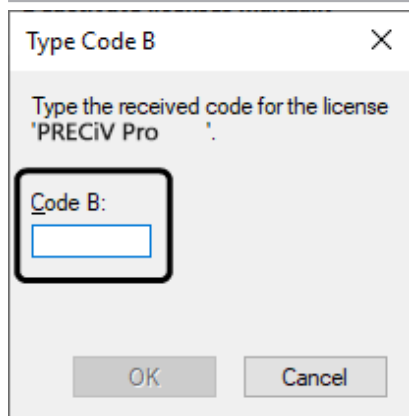 Type Code B
Type the received code for the license
'PRECiV Pro '.
Code B:
OK
Cancel